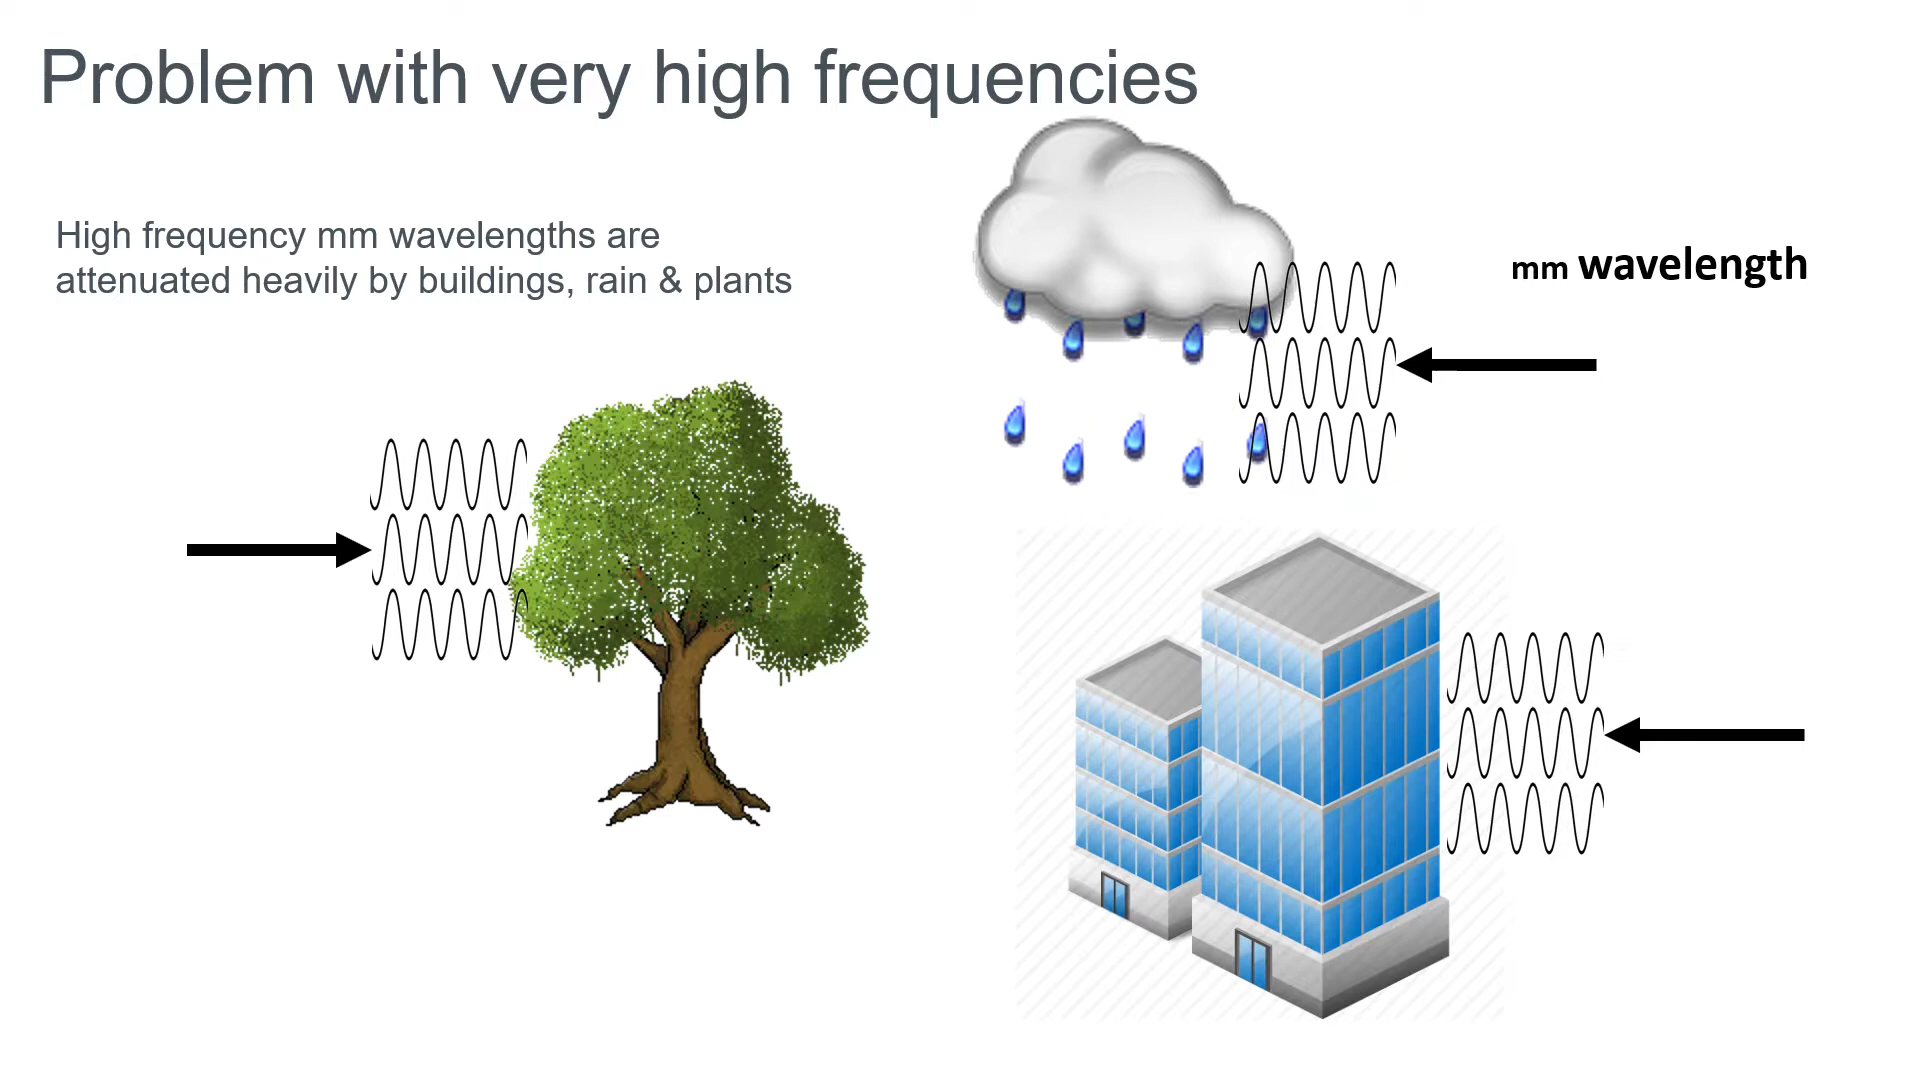 Problem with very high frequencies
High frequency mm wavelengths are
attenuated heavily by buildings, rain & plants
mm wavelength